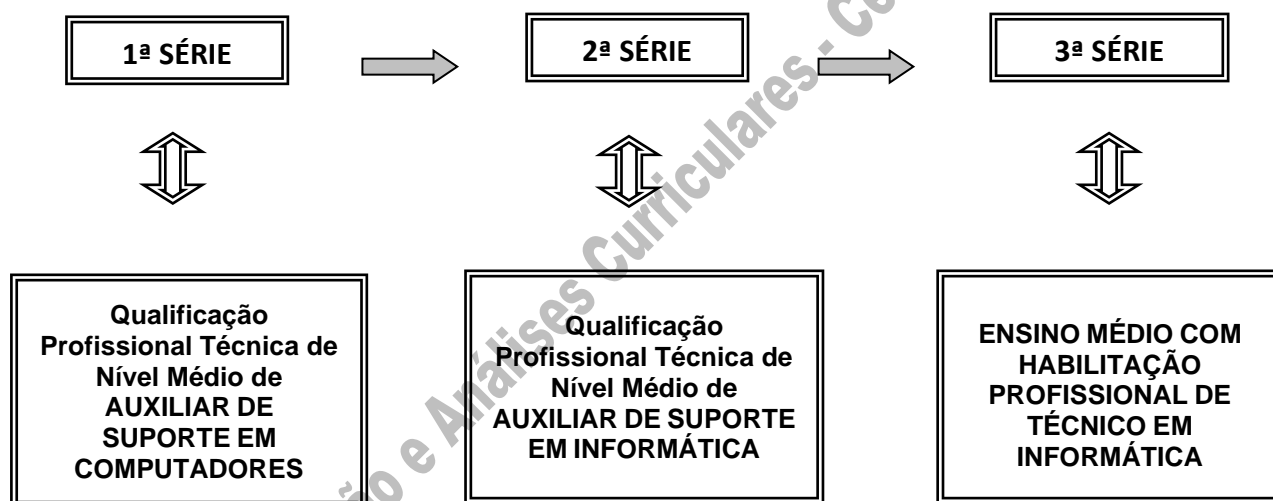 1ª SÉRIE
2ª SÉRIE
3ª SÉRIE
Qualificação
Profissional Técnica de
Nível Médio de
AUXILIAR DE
SUPORTE EM
COMPUTADORES
Qualificação
Profissional Técnica de
Nível Médio de
AUXILIAR DE SUPORTE
EM INFORMÁTICA
ENSINO MÉDIO COM
HABILITAÇÃO
PROFISSIONAL DE
TÉCNICO EM
INFORMÁTICA
e Análises Curriculares -